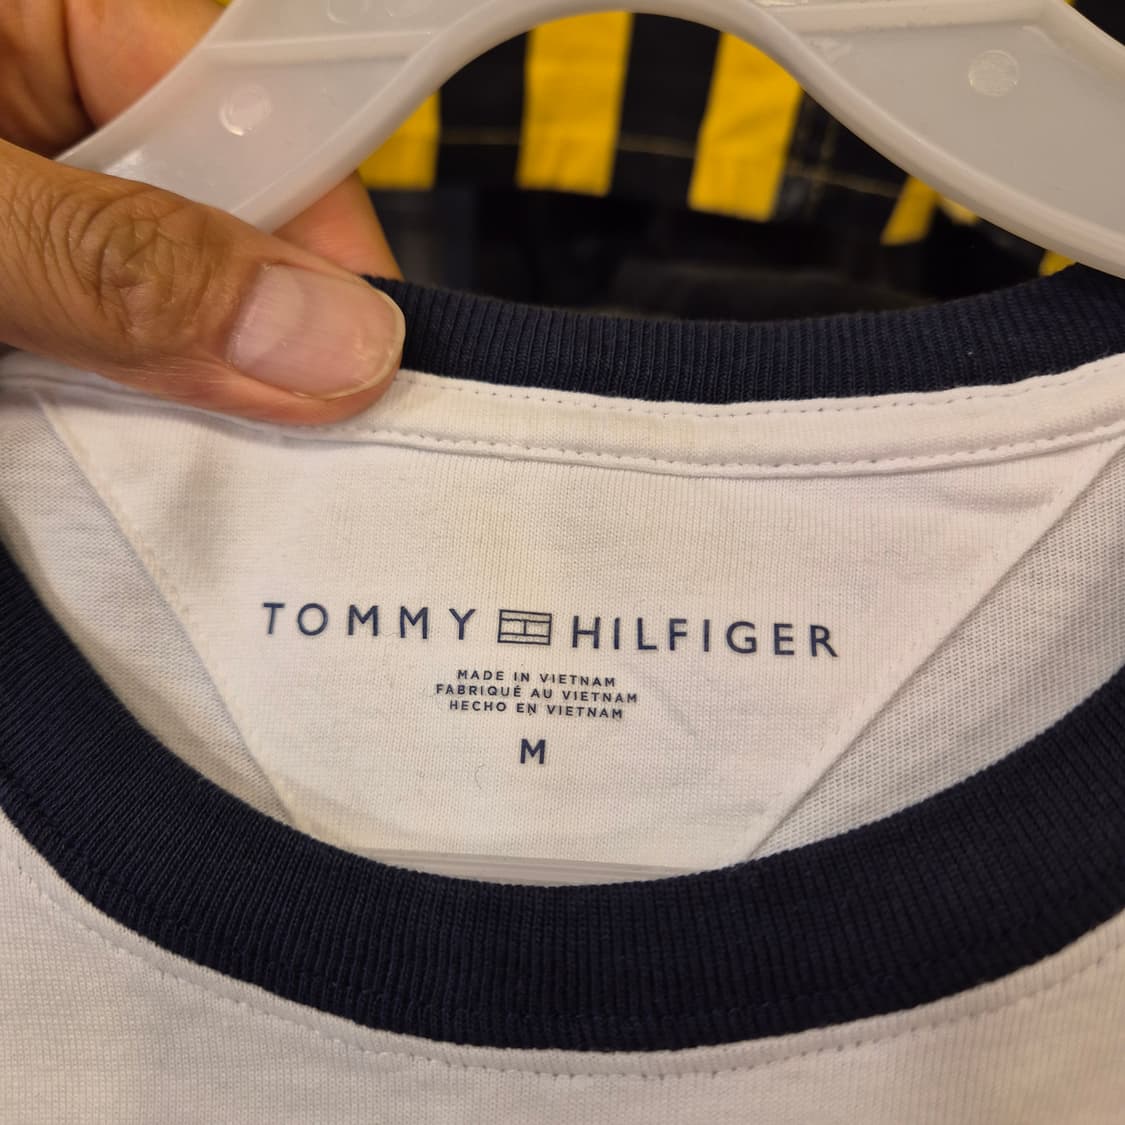 TOMMY HILFIGER
MADE IN VIETNAM
FABRIQUÉ AU VIETNAM
HECHO EN VIETNAM
M